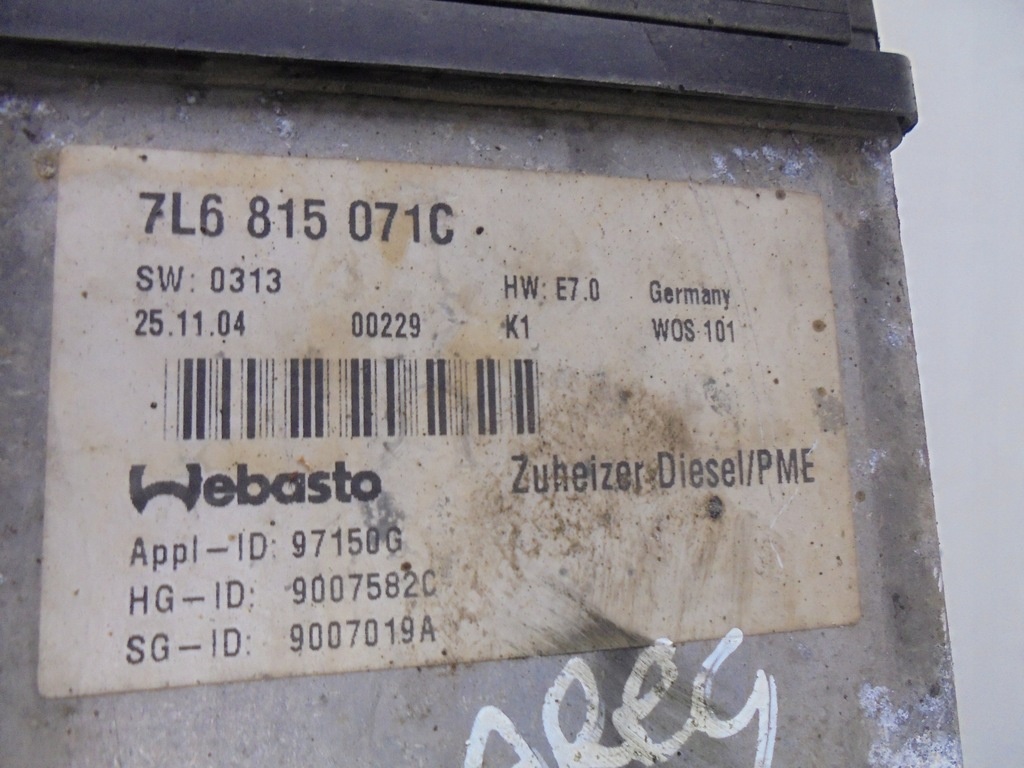 7L6 815 071C
SW: 0313 HW: E7.0 Germany
25.11.04 00229 K1 WOS 101
Webasto
Zuheizer Diesel/PME
Appl-ID: 97150G
HG-ID: 9007582C
SG-ID: 9007019A